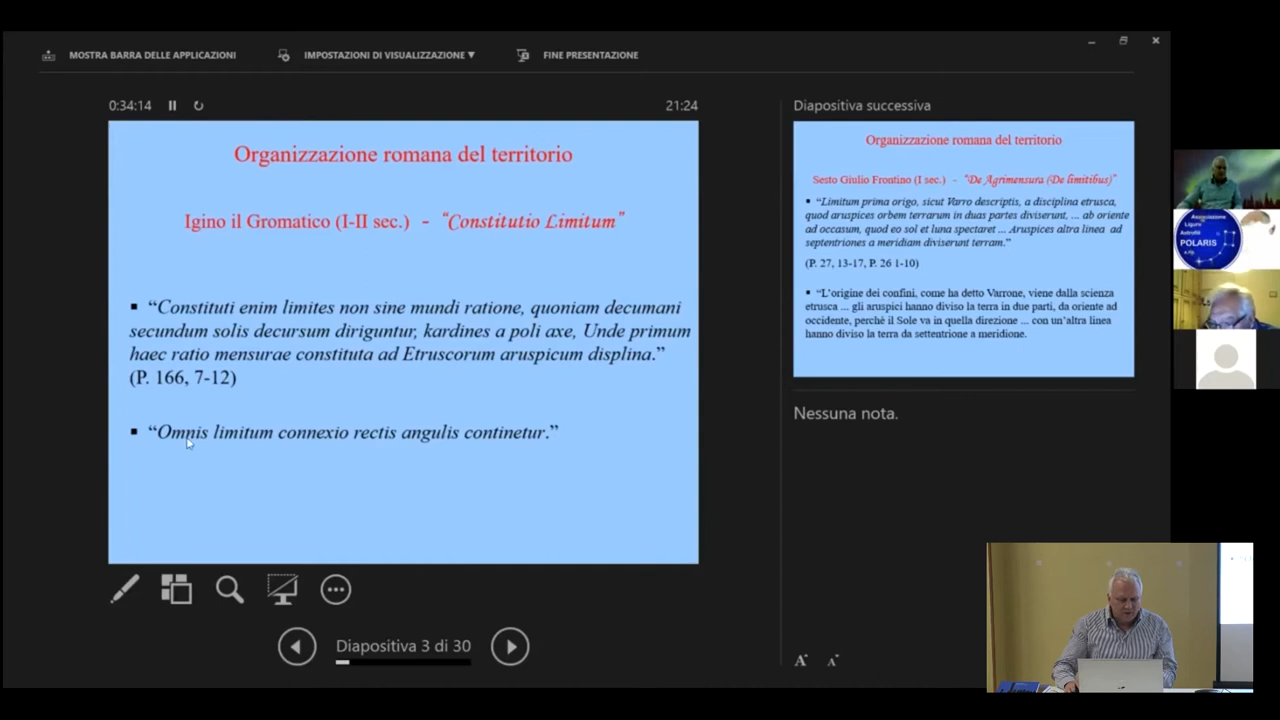 MOSTRA BARRA DELLE APPLICAZIONI
IMPOSTAZIONI DI VISUALIZZAZIONE ▼
FINE PRESENTAZIONE
0:34:14
21:24
Organizzazione romana del territorio
Igino il Gromatico (I-II sec.) - “Constitutio Limitum”
▪ “Constituti enim limites non sine mundi ratione, quoniam decumani
secundum solis decursum diriguntur, kardines a poli axe, Unde primum
haec ratio mensurae constituta ad Etruscorum aruspicum displina.”
(P. 166, 7-12)
▪ “Omnis limitum connexio rectis angulis continetur.”
Diapositiva 3 di 30
Diapositiva successiva
Organizzazione romana del territorio
Sesto Giulio Frontino (I sec.) - “De Agrimensura (De limitibus)”
▪ “Limitum prima origo, sicut Varro descriptis, a disciplina etrusca,
quod aruspices orbem terrarum in duas partes diviserunt, ... ab oriente
ad occasum, quod eo sol et luna spectaret ... Aruspices altra linea ad
septentriones a meridiam diviserunt terram.”
(P. 27, 13-17, P. 26 1-10)
▪ “L'origine dei confini, come ha detto Varrone, viene dalla scienza
etrusca ... gli aruspici hanno diviso la terra in due parti, da oriente ad
occidente, perchè il Sole va in quella direzione ... con un'altra linea
hanno diviso la terra da settentrione a meridione.
Nessuna nota.
A A
Associazione
Ligure
Astrofili
POLARIS